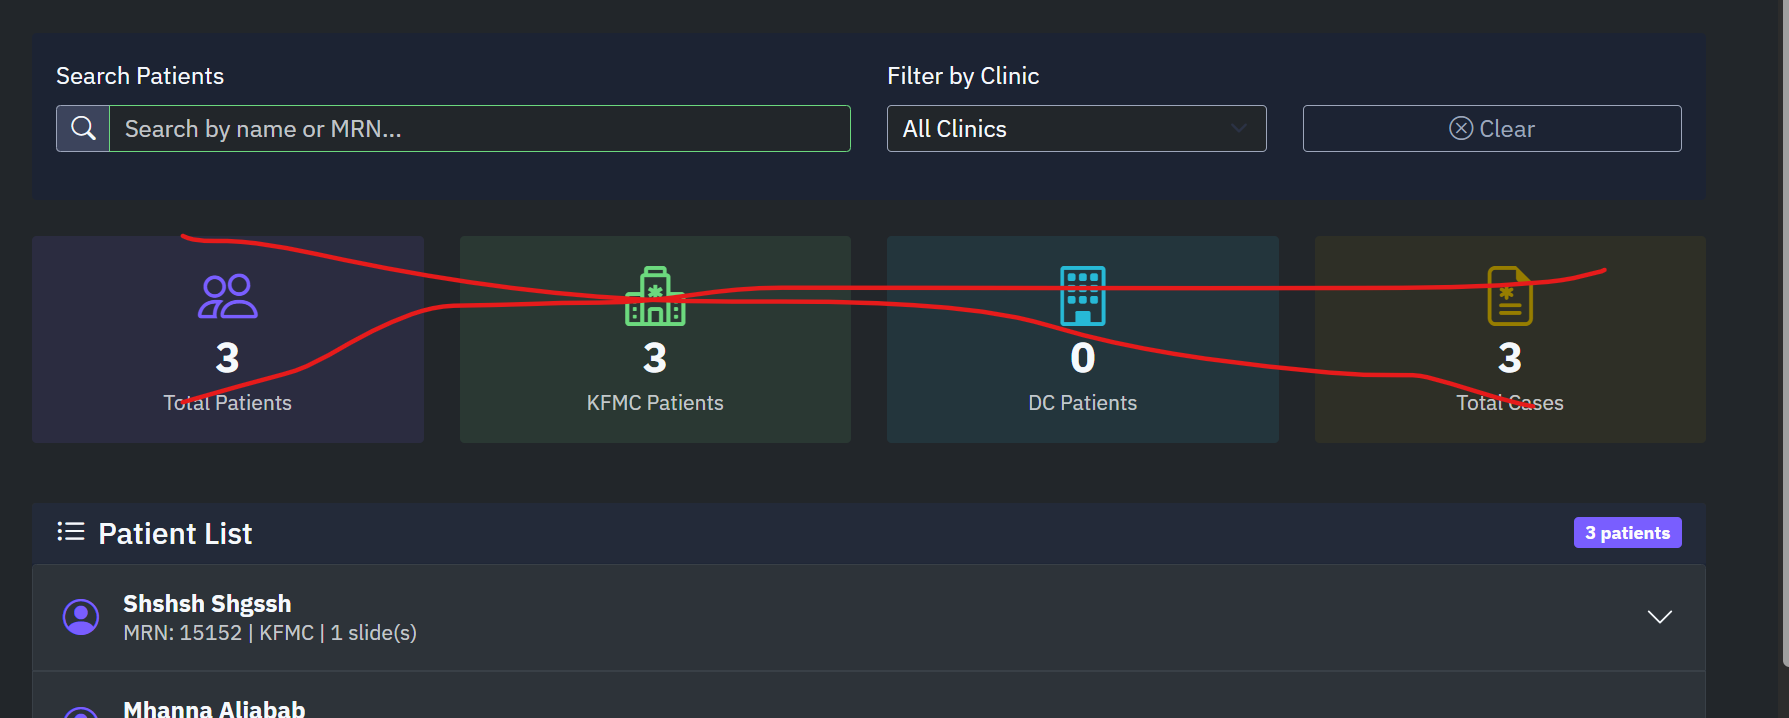 Search Patients
Filter by Clinic
Search by name or MRN...
All Clinics
Clear
3
3
0
3
Total Patients
KFMC Patients
DC Patients
Total Cases
Patient List
3 patients
Shshsh Shgssh
MRN: 15152 | KFMC | 1 slide(s)
Mhanna Aljabab